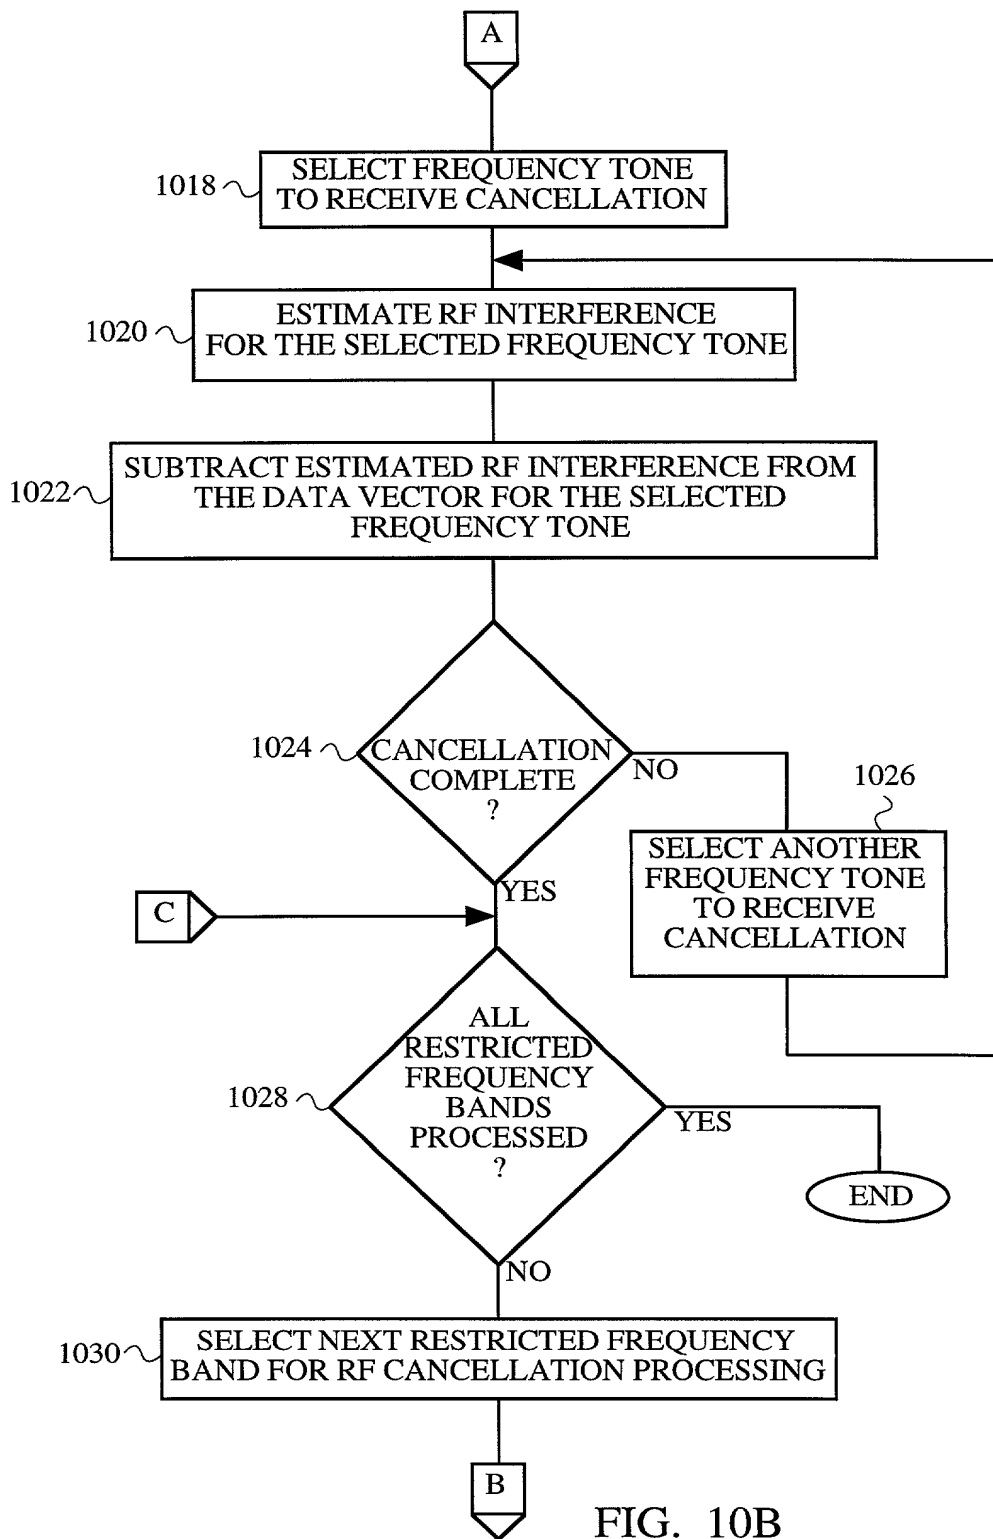 A
1018
SELECT FREQUENCY TONE
TO RECEIVE CANCELLATION
1020
ESTIMATE RF INTERFERENCE
FOR THE SELECTED FREQUENCY TONE
1022
SUBTRACT ESTIMATED RF INTERFERENCE FROM
THE DATA VECTOR FOR THE SELECTED
FREQUENCY TONE
1024
CANCELLATION
COMPLETE
?
NO
1026
SELECT ANOTHER
FREQUENCY TONE
TO RECEIVE
CANCELLATION
YES
C
1028
ALL
RESTRICTED
FREQUENCY
BANDS
PROCESSED
?
YES
END
NO
1030
SELECT NEXT RESTRICTED FREQUENCY
BAND FOR RF CANCELLATION PROCESSING
B
FIG. 10B